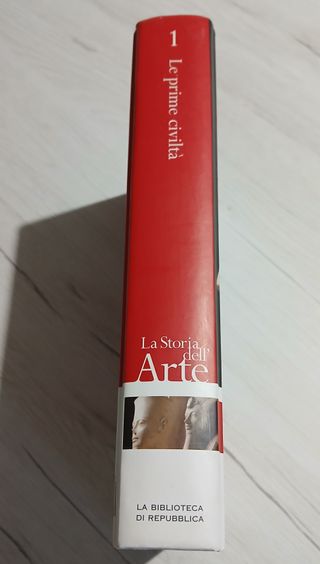 1
Le prime civiltà
La Storia
dell'
Arte
LA BIBLIOTECA
DI REPUBBLICA